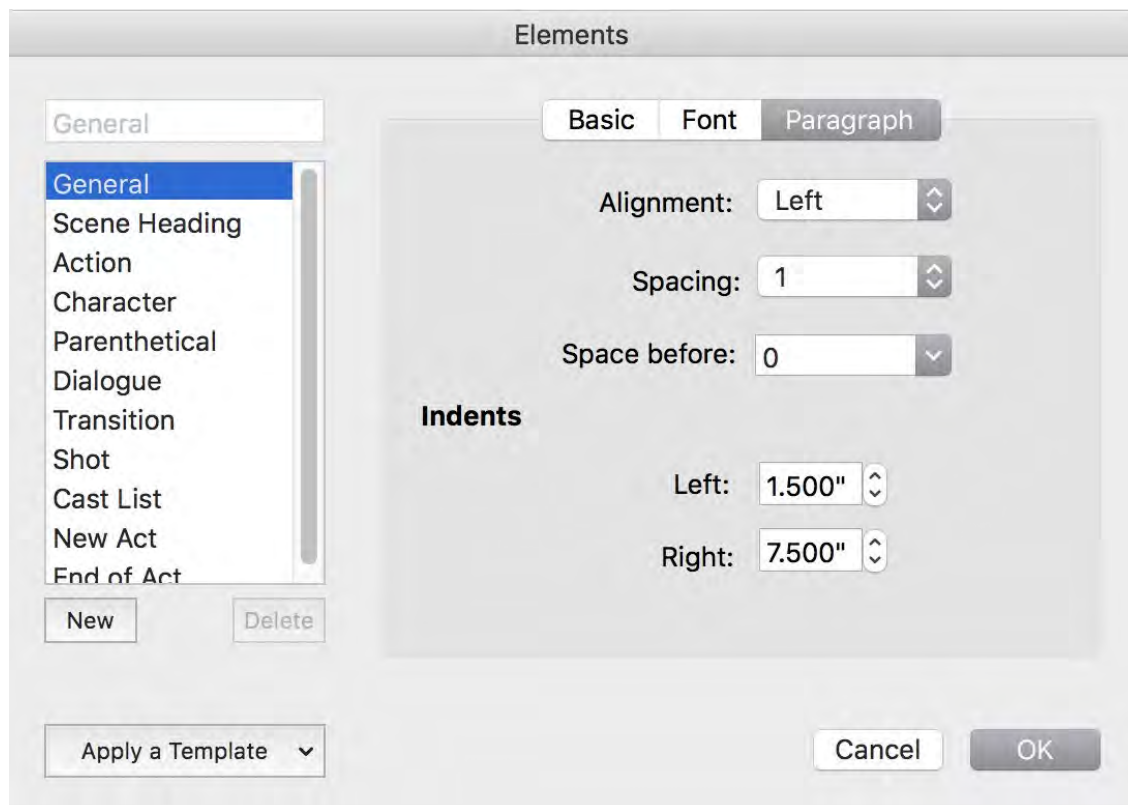 Elements
General
General
Scene Heading
Action
Character
Parenthetical
Dialogue
Transition
Shot
Cast List
New Act
End of Act
New
Delete
Apply a Template
Basic
Font
Paragraph
Alignment: Left
Spacing: 1
Space before: 0
Indents
Left: 1.500"
Right: 7.500"
Cancel
OK